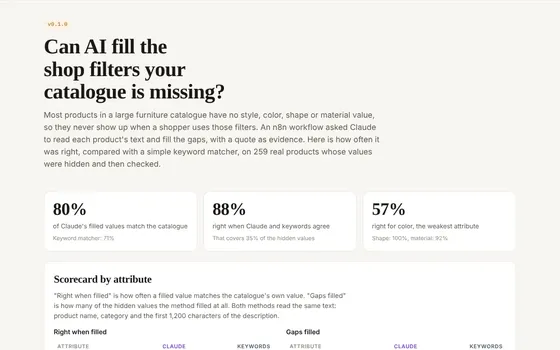 v0.1.0
Can AI fill the
shop filters your
catalogue is missing?
Most products in a large furniture catalogue have no style, color, shape or material value,
so they never show up when a shopper uses those filters. An n8n workflow asked Claude
to read each product's text and fill the gaps, with a quote as evidence. Here is how often it
was right, compared with a simple keyword matcher, on 259 real products whose values
were hidden and then checked.
80%
of Claude's filled values match the catalogue
Keyword matcher: 71%
88%
right when Claude and keywords agree
That covers 35% of the hidden values
57%
right for color, the weakest attribute
Shape: 100%, material: 92%
Scorecard by attribute
"Right when filled" is how often a filled value matches the catalogue's own value. "Gaps filled"
is how many of the hidden values the method filled at all. Both methods read the same text:
product name, category and the first 1,200 characters of the description.
Right when filled
ATTRIBUTE CLAUDE KEYWORDS
Gaps filled
ATTRIBUTE CLAUDE KEYWORDS